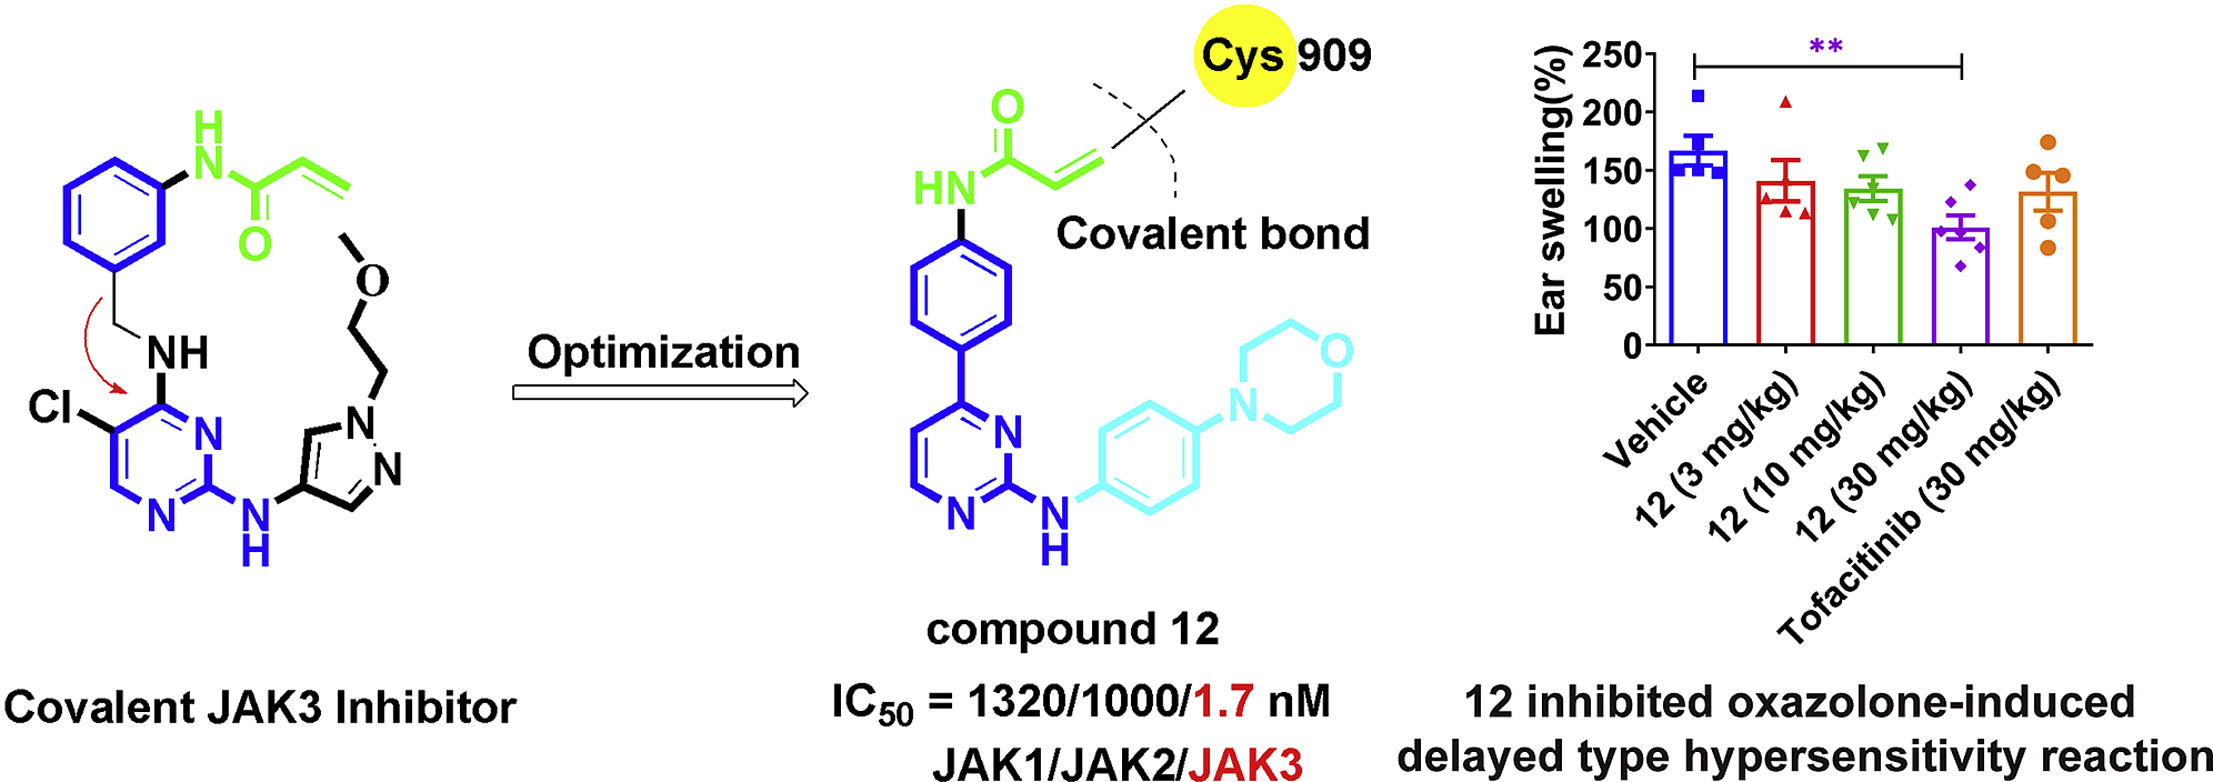 H
N
O
O
NH
Cl
N
N
N
N
N
H
Covalent JAK3 Inhibitor
Optimization
Cys 909
O
HN
Covalent bond
O
N
N
N
N
H
compound 12
IC50 = 1320/1000/1.7 nM
JAK1/JAK2/JAK3
Ear swelling(%)
250
200
150
100
50
0
**
Vehicle
12 (3 mg/kg)
12 (10 mg/kg)
12 (30 mg/kg)
Tofacitinib (30 mg/kg)
12 inhibited oxazolone-induced
delayed type hypersensitivity reaction